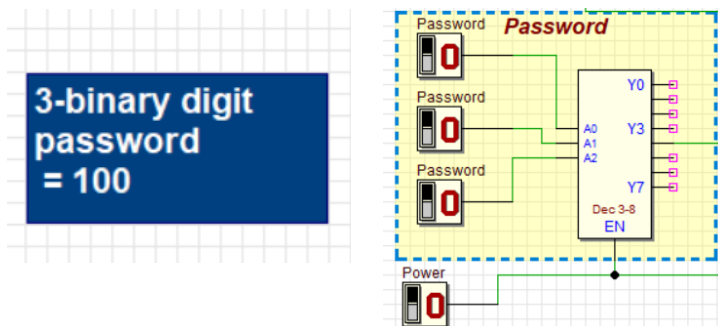 3-binary digit
password
= 100
Password
Password
0
Y0
Password
A0
Y3
0
A1
A2
Password
Y7
0
Dec 3-8
EN
Power
0